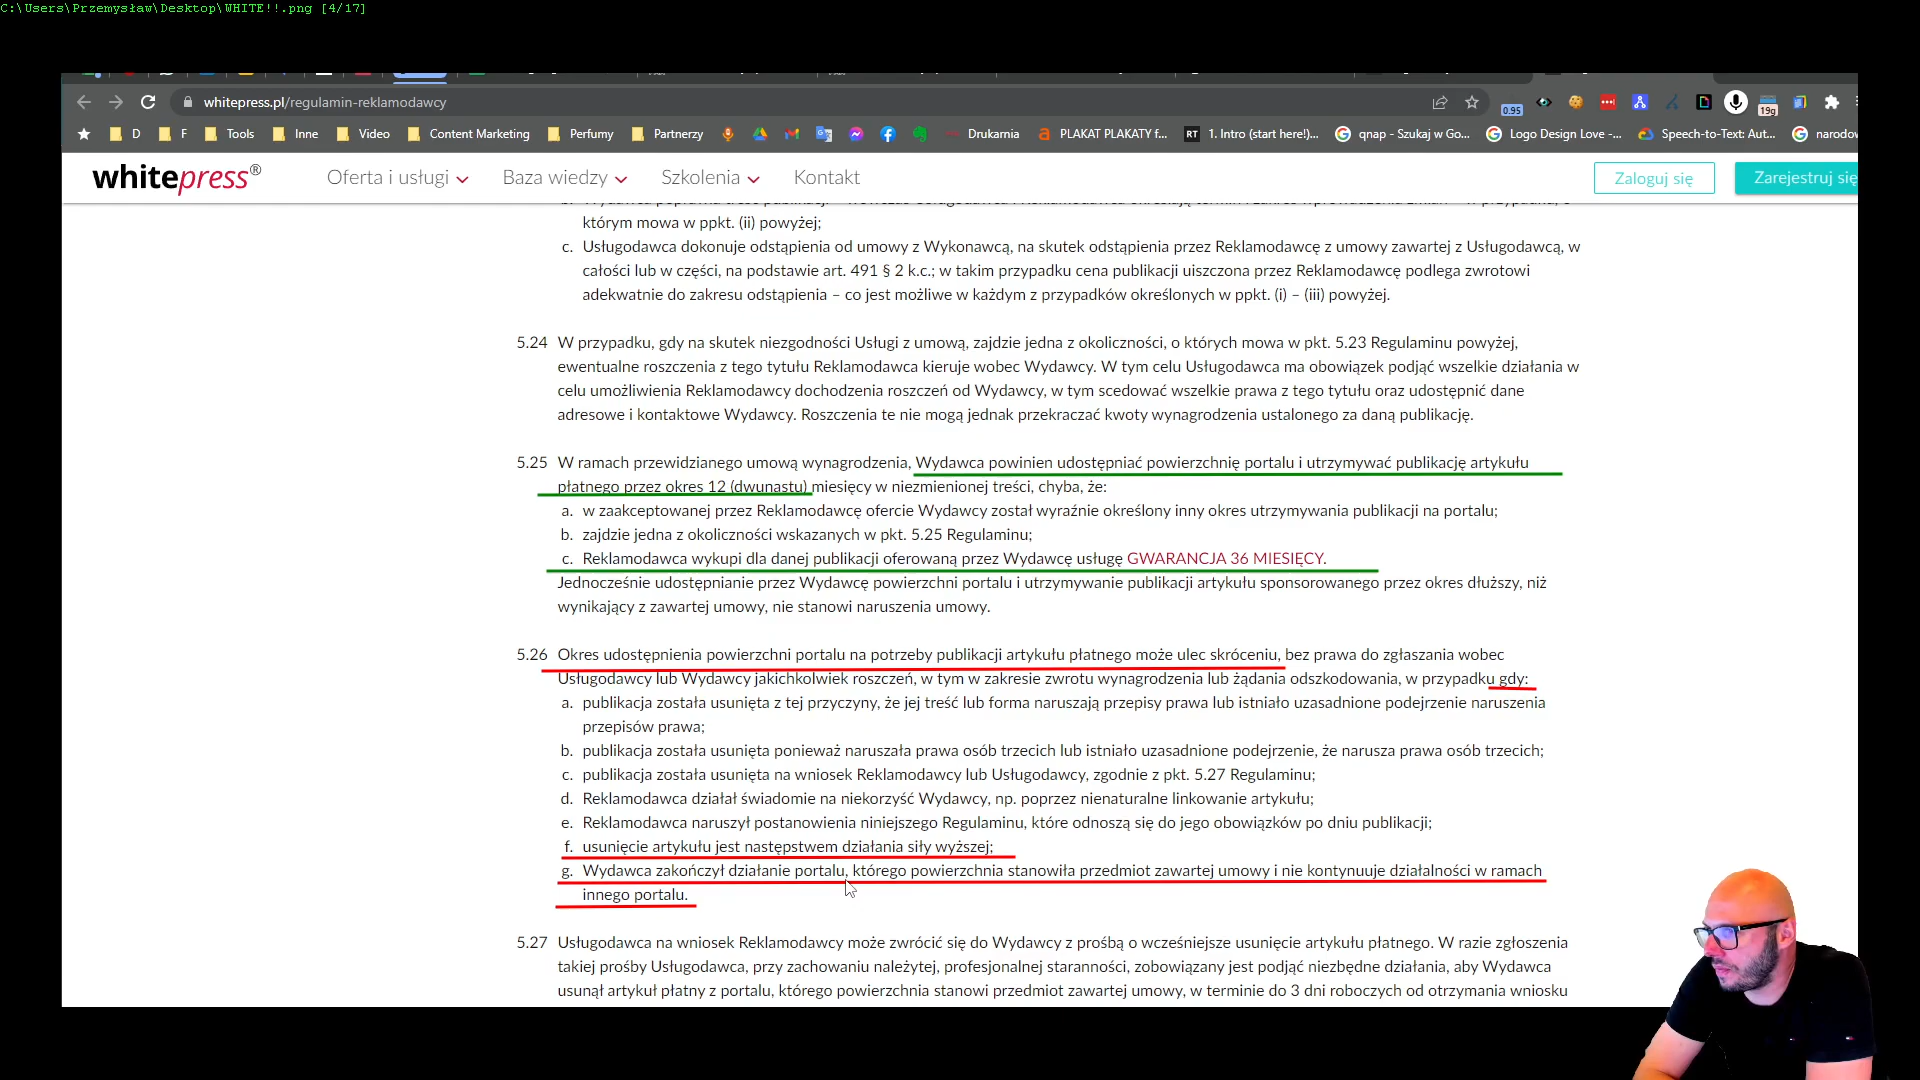 C:\Users\Przemysław\Desktop\WHITE!!.png [4/17]
whitepress.pl/regulamin-reklamodawcy
0.95
19g
D F Tools Inne Video Content Marketing Perfumy Partnerzy Drukarnia PLAKAT PLAKATY f... RT 1. Intro (start here!)... qnap - Szukaj w Go... Logo Design Love -... Speech-to-Text: Aut... narodow
whitepress® Oferta i usługi Baza wiedzy Szkolenia Kontakt Zaloguj się Zarejestruj się
którym mowa w ppkt. (ii) powyżej;
c. Usługodawca dokonuje odstąpienia od umowy z Wykonawcą, na skutek odstąpienia przez Reklamodawcę z umowy zawartej z Usługodawcą, w
całości lub w części, na podstawie art. 491 § 2 k.c.; w takim przypadku cena publikacji uiszczona przez Reklamodawcę podlega zwrotowi
adekwatnie do zakresu odstąpienia – co jest możliwe w każdym z przypadków określonych w ppkt. (i) – (iii) powyżej.
5.24 W przypadku, gdy na skutek niezgodności Usługi z umową, zajdzie jedna z okoliczności, o których mowa w pkt. 5.23 Regulaminu powyżej,
ewentualne roszczenia z tego tytułu Reklamodawca kieruje wobec Wydawcy. W tym celu Usługodawca ma obowiązek podjąć wszelkie działania w
celu umożliwienia Reklamodawcy dochodzenia roszczeń od Wydawcy, w tym scedować wszelkie prawa z tego tytułu oraz udostępnić dane
adresowe i kontaktowe Wydawcy. Roszczenia te nie mogą jednak przekraczać kwoty wynagrodzenia ustalonego za daną publikację.
5.25 W ramach przewidzianego umową wynagrodzenia, Wydawca powinien udostępniać powierzchnię portalu i utrzymywać publikację artykułu
płatnego przez okres 12 (dwunastu) miesięcy w niezmienionej treści, chyba, że:
a. w zaakceptowanej przez Reklamodawcę ofercie Wydawcy został wyraźnie określony inny okres utrzymywania publikacji na portalu;
b. zajdzie jedna z okoliczności wskazanych w pkt. 5.25 Regulaminu;
c. Reklamodawca wykupi dla danej publikacji oferowaną przez Wydawcę usługę GWARANCJA 36 MIESIĘCY.
Jednocześnie udostępnianie przez Wydawcę powierzchni portalu i utrzymywanie publikacji artykułu sponsorowanego przez okres dłuższy, niż
wynikający z zawartej umowy, nie stanowi naruszenia umowy.
5.26 Okres udostępnienia powierzchni portalu na potrzeby publikacji artykułu płatnego może ulec skróceniu, bez prawa do zgłaszania wobec
Usługodawcy lub Wydawcy jakichkolwiek roszczeń, w tym w zakresie zwrotu wynagrodzenia lub żądania odszkodowania, w przypadku gdy:
a. publikacja została usunięta z tej przyczyny, że jej treść lub forma naruszają przepisy prawa lub istniało uzasadnione podejrzenie naruszenia
przepisów prawa;
b. publikacja została usunięta ponieważ naruszała prawa osób trzecich lub istniało uzasadnione podejrzenie, że narusza prawa osób trzecich;
c. publikacja została usunięta na wniosek Reklamodawcy lub Usługodawcy, zgodnie z pkt. 5.27 Regulaminu;
d. Reklamodawca działał świadomie na niekorzyść Wydawcy, np. poprzez nienaturalne linkowanie artykułu;
e. Reklamodawca naruszył postanowienia niniejszego Regulaminu, które odnoszą się do jego obowiązków po dniu publikacji;
f. usunięcie artykułu jest następstwem działania siły wyższej;
g. Wydawca zakończył działanie portalu, którego powierzchnia stanowiła przedmiot zawartej umowy i nie kontynuuje działalności w ramach
innego portalu.
5.27 Usługodawca na wniosek Reklamodawcy może zwrócić się do Wydawcy z prośbą o wcześniejsze usunięcie artykułu płatnego. W razie zgłoszenia
takiej prośby Usługodawca, przy zachowaniu należytej, profesjonalnej staranności, zobowiązany jest podjąć niezbędne działania, aby Wydawca
usunął artykuł płatny z portalu, którego powierzchnia stanowi przedmiot zawartej umowy, w terminie do 3 dni roboczych od otrzymania wniosku